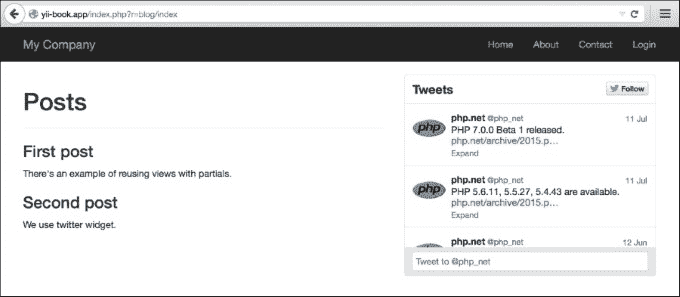 yii-book.app/index.php?r=blog/index
My Company
Home About Contact Login
Posts
First post
There's an example of reusing views with partials.
Second post
We use twitter widget.
Tweets
Follow
php
php.net @php_net 11 Jul
PHP 7.0.0 Beta 1 released.
php.net/archive/2015.p…
Expand
php
php.net @php_net 11 Jul
PHP 5.6.11, 5.5.27, 5.4.43 are available.
php.net/archive/2015.p…
Expand
php.net @php_net 12 Jun
Tweet to @php_net